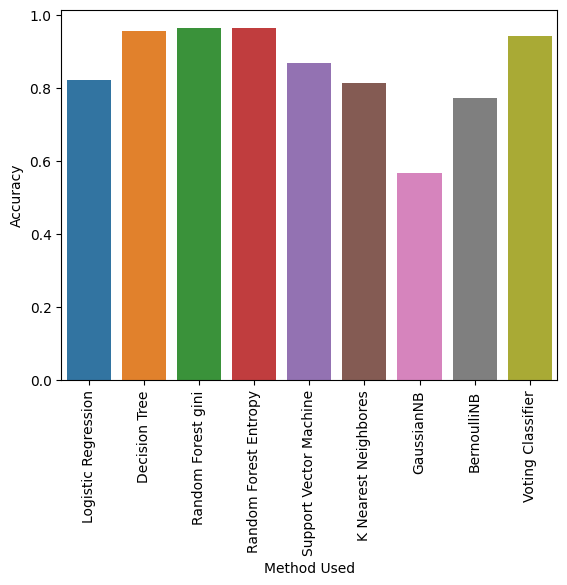 1.0
0.8
0.6
0.4
0.2
0.0
Accuracy
Logistic Regression
Decision Tree
Random Forest gini
Random Forest Entropy
Support Vector Machine
K Nearest Neighbores
GaussianNB
BernoulliNB
Voting Classifier
Method Used